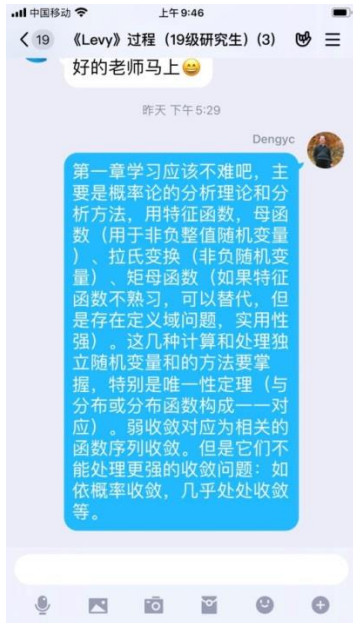 中国移动
上午9:46
19
《Levy》过程（19级研究生）(3)
好的老师马上😄
昨天 下午5:29
Dengyc
第一章学习应该不难吧，主
要是概率论的分析理论和分
析方法，用特征函数，母函
数（用于非负整值随机变量
）、拉氏变换（非负随机变
量）、矩母函数（如果特征
函数不熟习，可以替代，但
是存在定义域问题，实用性
强）。这几种计算和处理独
立随机变量和的方法要掌
握，特别是唯一性定理（与
分布或分布函数构成一一对
应）。弱收敛对应为相关的
函数序列收敛。但是它们不
能处理更强的收敛问题：如
依概率收敛，几乎处处收敛
等。